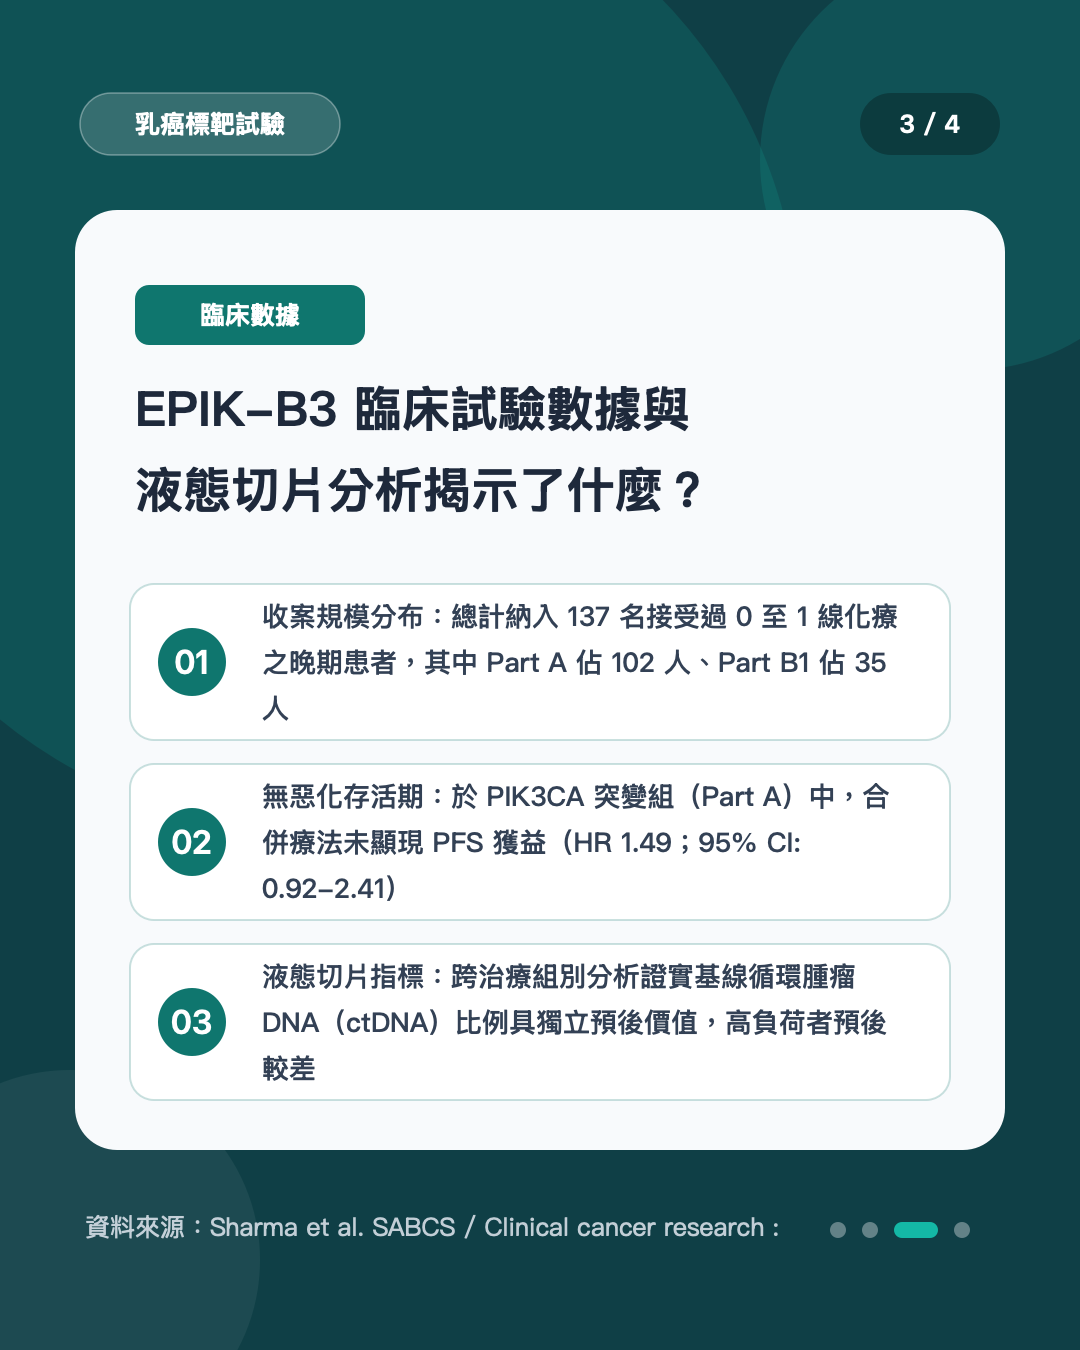 乳癌標靶試驗
3 / 4
臨床數據
EPIK–B3 臨床試驗數據與
液態切片分析揭示了什麼？
01
收案規模分布：總計納入 137 名接受過 0 至 1 線化療
之晚期患者，其中 Part A 佔 102 人、Part B1 佔 35
人
02
無惡化存活期：於 PIK3CA 突變組（Part A）中，合
併療法未顯現 PFS 獲益（HR 1.49；95% CI:
0.92–2.41）
03
液態切片指標：跨治療組別分析證實基線循環腫瘤
DNA（ctDNA）比例具獨立預後價值，高負荷者預後
較差
資料來源：Sharma et al. SABCS / Clinical cancer research :